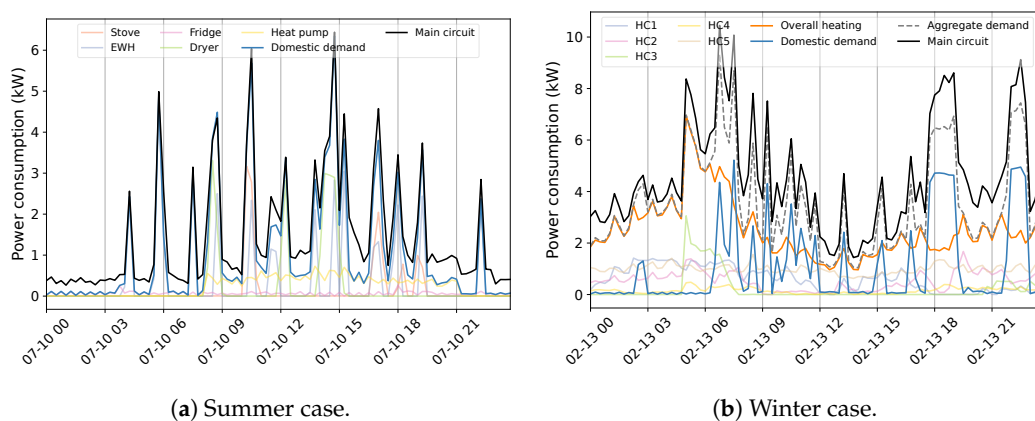 Stove
EWH
Fridge
Dryer
Heat pump
Domestic demand
Main circuit
Power consumption (kW)
6
5
4
3
2
1
0
07-10 00
07-10 03
07-10 06
07-10 09
07-10 12
07-10 15
07-10 18
07-10 21
(a) Summer case.
HC1
HC2
HC3
HC4
HC5
Overall heating
Domestic demand
Aggregate demand
Main circuit
Power consumption (kW)
10
8
6
4
2
0
02-13 00
02-13 03
02-13 06
02-13 09
02-13 12
02-13 15
02-13 18
02-13 21
(b) Winter case.